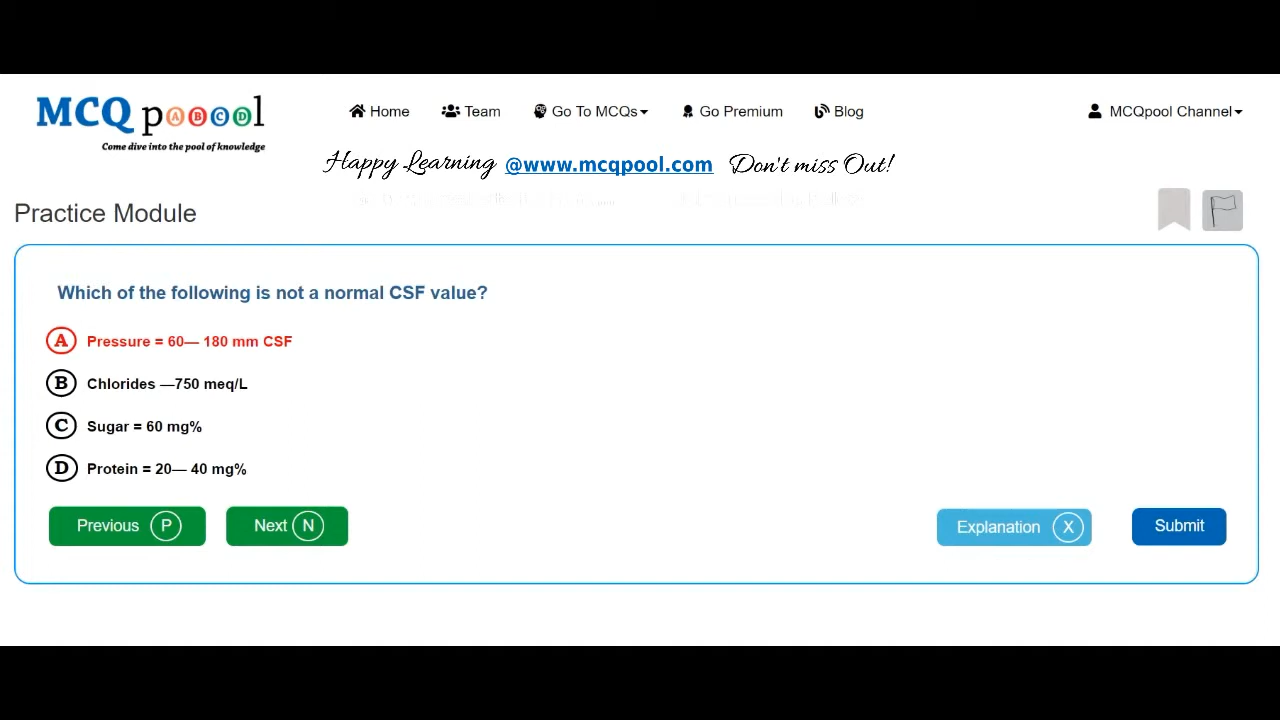 MCQ pABCDl
Come dive into the pool of knowledge
Home Team Go To MCQs Go Premium Blog MCQpool Channel
Happy Learning @www.mcqpool.com Don't miss Out!
Practice Module
Which of the following is not a normal CSF value?
A Pressure = 60— 180 mm CSF
B Chlorides —750 meq/L
C Sugar = 60 mg%
D Protein = 20— 40 mg%
Previous P Next N Explanation X Submit